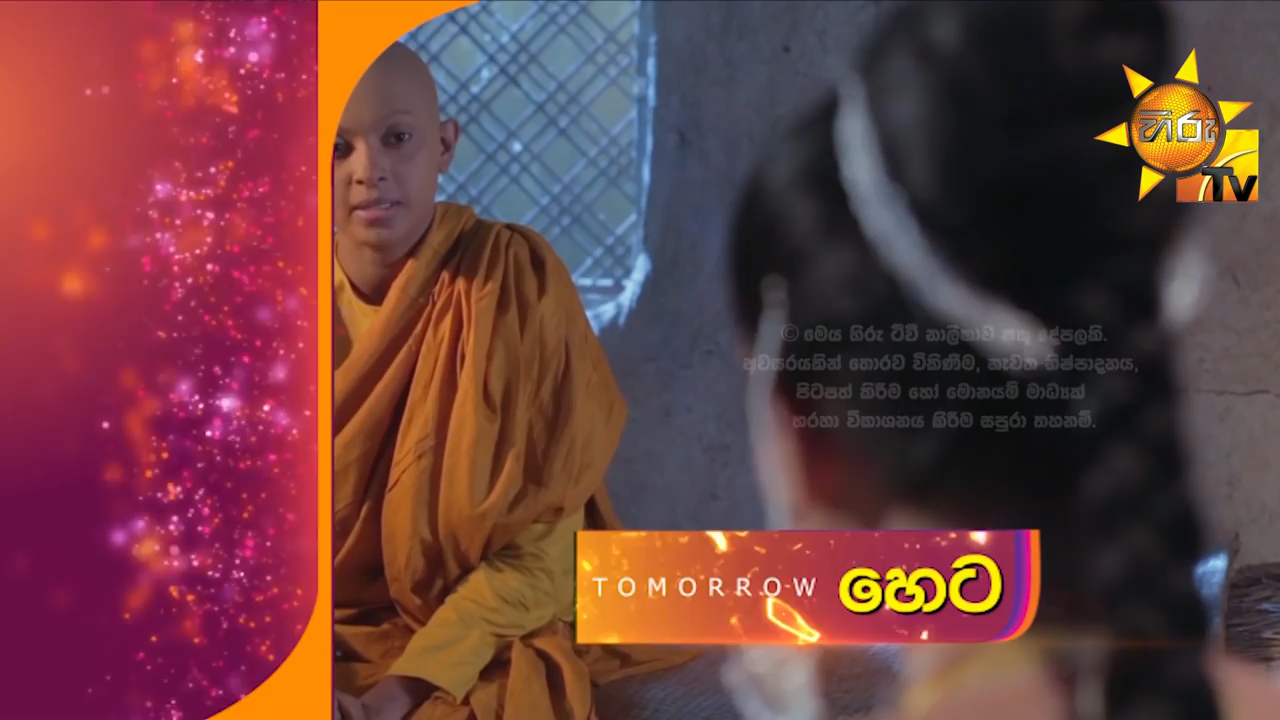 හිරු
TV
© මෙය හිරු ටීවී නාලිකාව සතු දේපලකි.
අවසරයකින් තොරව විකිණීම, නැවත නිෂ්පාදනය,
පිටපත් කිරීම හෝ මොනයම් මාධ්‍යක්
හරහා විකාශනය කිරීම සපුරා තහනම්.
TOMORROW හෙට